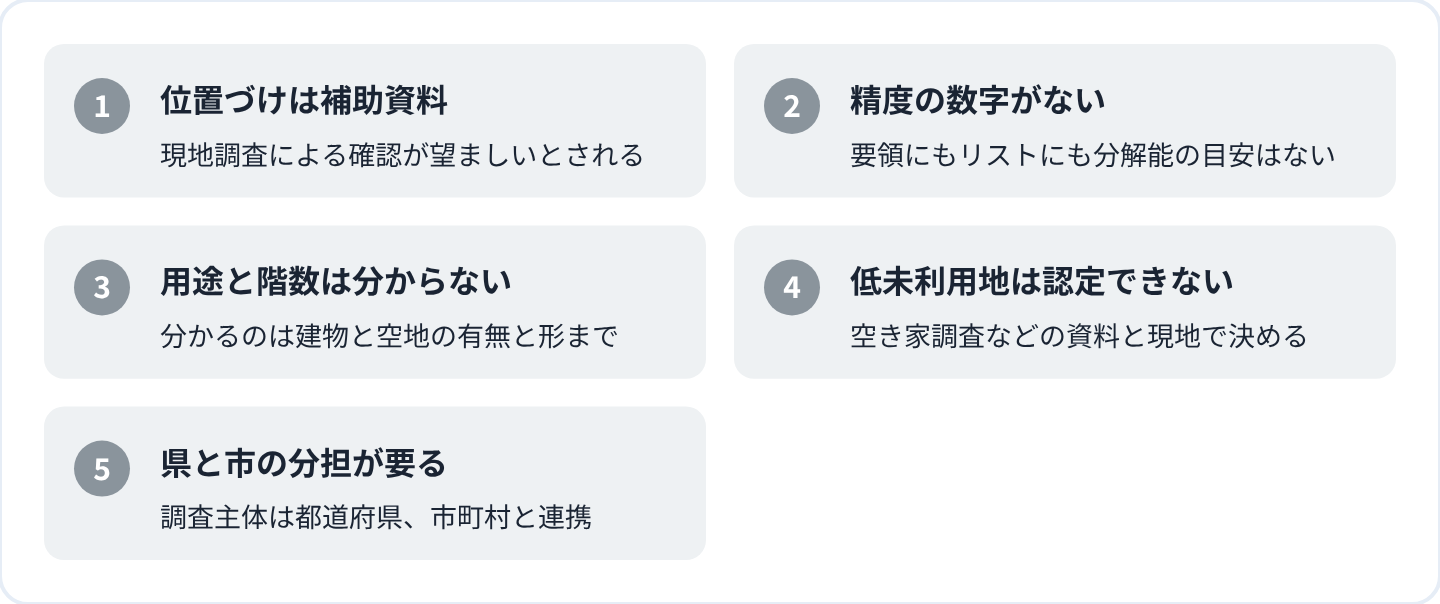 1
位置づけは補助資料
現地調査による確認が望ましいとされる
2
精度の数字がない
要領にもリストにも分解能の目安はない
3
用途と階数は分からない
分かるのは建物と空地の有無と形まで
4
低未利用地は認定できない
空き家調査などの資料と現地で決める
5
県と市の分担が要る
調査主体は都道府県、市町村と連携